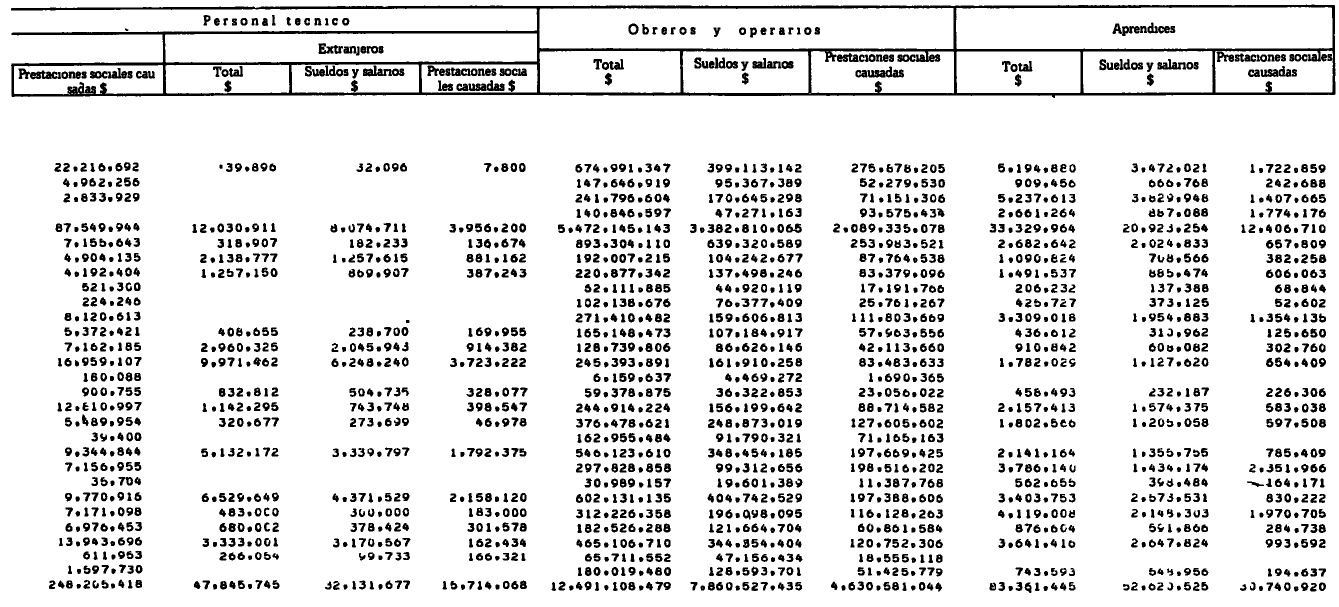 Personal tecnico Obreros y operarios Aprendices
Extranjeros
Prestaciones sociales cau sadas $ Total $ Sueldos y salarios $ Prestaciones socia les causadas $ Total $ Sueldos y salarios $ Prestaciones sociales causadas $ Total $ Sueldos y salarios $ Prestaciones sociales causadas $
22.216.692 39.896 32.096 7.800 674.991.347 399.113.142 275.878.205 5.194.880 3.472.021 1.722.859
4.962.256 147.646.919 95.367.389 52.279.530 909.456 666.768 242.688
2.833.929 241.796.604 170.645.298 71.151.306 5.237.613 3.829.948 1.407.665
140.846.597 47.271.163 93.575.434 2.661.264 887.088 1.774.176
87.549.944 12.030.911 8.074.711 3.956.200 5.472.145.143 3.382.810.065 2.089.335.078 33.329.964 20.923.254 12.406.710
7.155.643 318.907 182.233 136.674 893.304.110 639.320.589 253.983.521 2.682.642 2.024.833 657.809
4.904.135 2.138.777 1.257.615 881.162 192.007.215 104.242.677 87.764.538 1.090.824 708.566 382.258
4.192.404 1.257.150 869.907 387.243 220.877.342 137.498.246 83.379.096 1.491.537 885.474 606.063
521.300 62.111.885 44.920.119 17.191.766 206.232 137.388 68.844
224.246 102.138.676 76.377.409 25.761.267 425.727 373.125 52.602
8.120.613 271.410.482 159.606.813 111.803.669 3.309.018 1.954.883 1.354.135
5.372.421 408.655 238.700 169.955 165.148.473 107.184.917 57.963.556 436.612 310.962 125.650
7.162.185 2.960.325 2.045.943 914.382 128.739.806 86.626.146 42.113.660 910.842 608.082 302.760
16.959.107 9.971.462 6.248.240 3.723.222 245.393.891 161.910.258 83.483.633 1.782.029 1.127.620 654.409
180.088 6.159.637 4.469.272 1.690.365
900.755 832.812 504.735 328.077 59.378.875 36.322.853 23.056.022 458.493 232.187 226.306
12.810.997 1.142.295 743.748 398.547 244.914.224 156.199.642 88.714.582 2.157.413 1.574.375 583.038
5.489.954 320.677 273.699 46.978 376.478.621 248.873.019 127.605.602 1.802.566 1.205.058 597.508
39.400 162.955.484 91.790.321 71.165.163
9.344.844 5.132.172 3.339.797 1.792.375 546.123.610 348.454.185 197.669.425 2.141.164 1.355.755 785.409
7.156.955 297.828.858 99.312.656 198.516.202 3.786.140 1.434.174 2.351.966
35.704 30.989.157 19.601.389 11.387.768 562.655 398.484 164.171
9.770.916 6.529.649 4.371.529 2.158.120 602.131.135 404.742.529 197.388.606 3.403.753 2.573.531 830.222
7.171.098 483.000 300.000 183.000 312.226.358 196.098.095 116.128.263 4.119.008 2.148.303 1.970.705
6.976.453 680.002 378.424 301.578 182.526.288 121.664.704 60.861.584 876.604 591.866 284.738
13.943.696 3.333.001 3.170.567 162.434 465.106.710 344.354.404 120.752.306 3.641.416 2.647.824 993.592
611.953 266.054 99.733 166.321 65.711.552 47.156.434 18.555.118
1.597.730 180.019.480 128.593.701 51.425.779 743.593 548.956 194.637
248.205.418 47.845.745 32.131.677 15.714.068 12.491.108.479 7.860.527.435 4.630.581.044 83.361.445 52.620.525 30.740.920